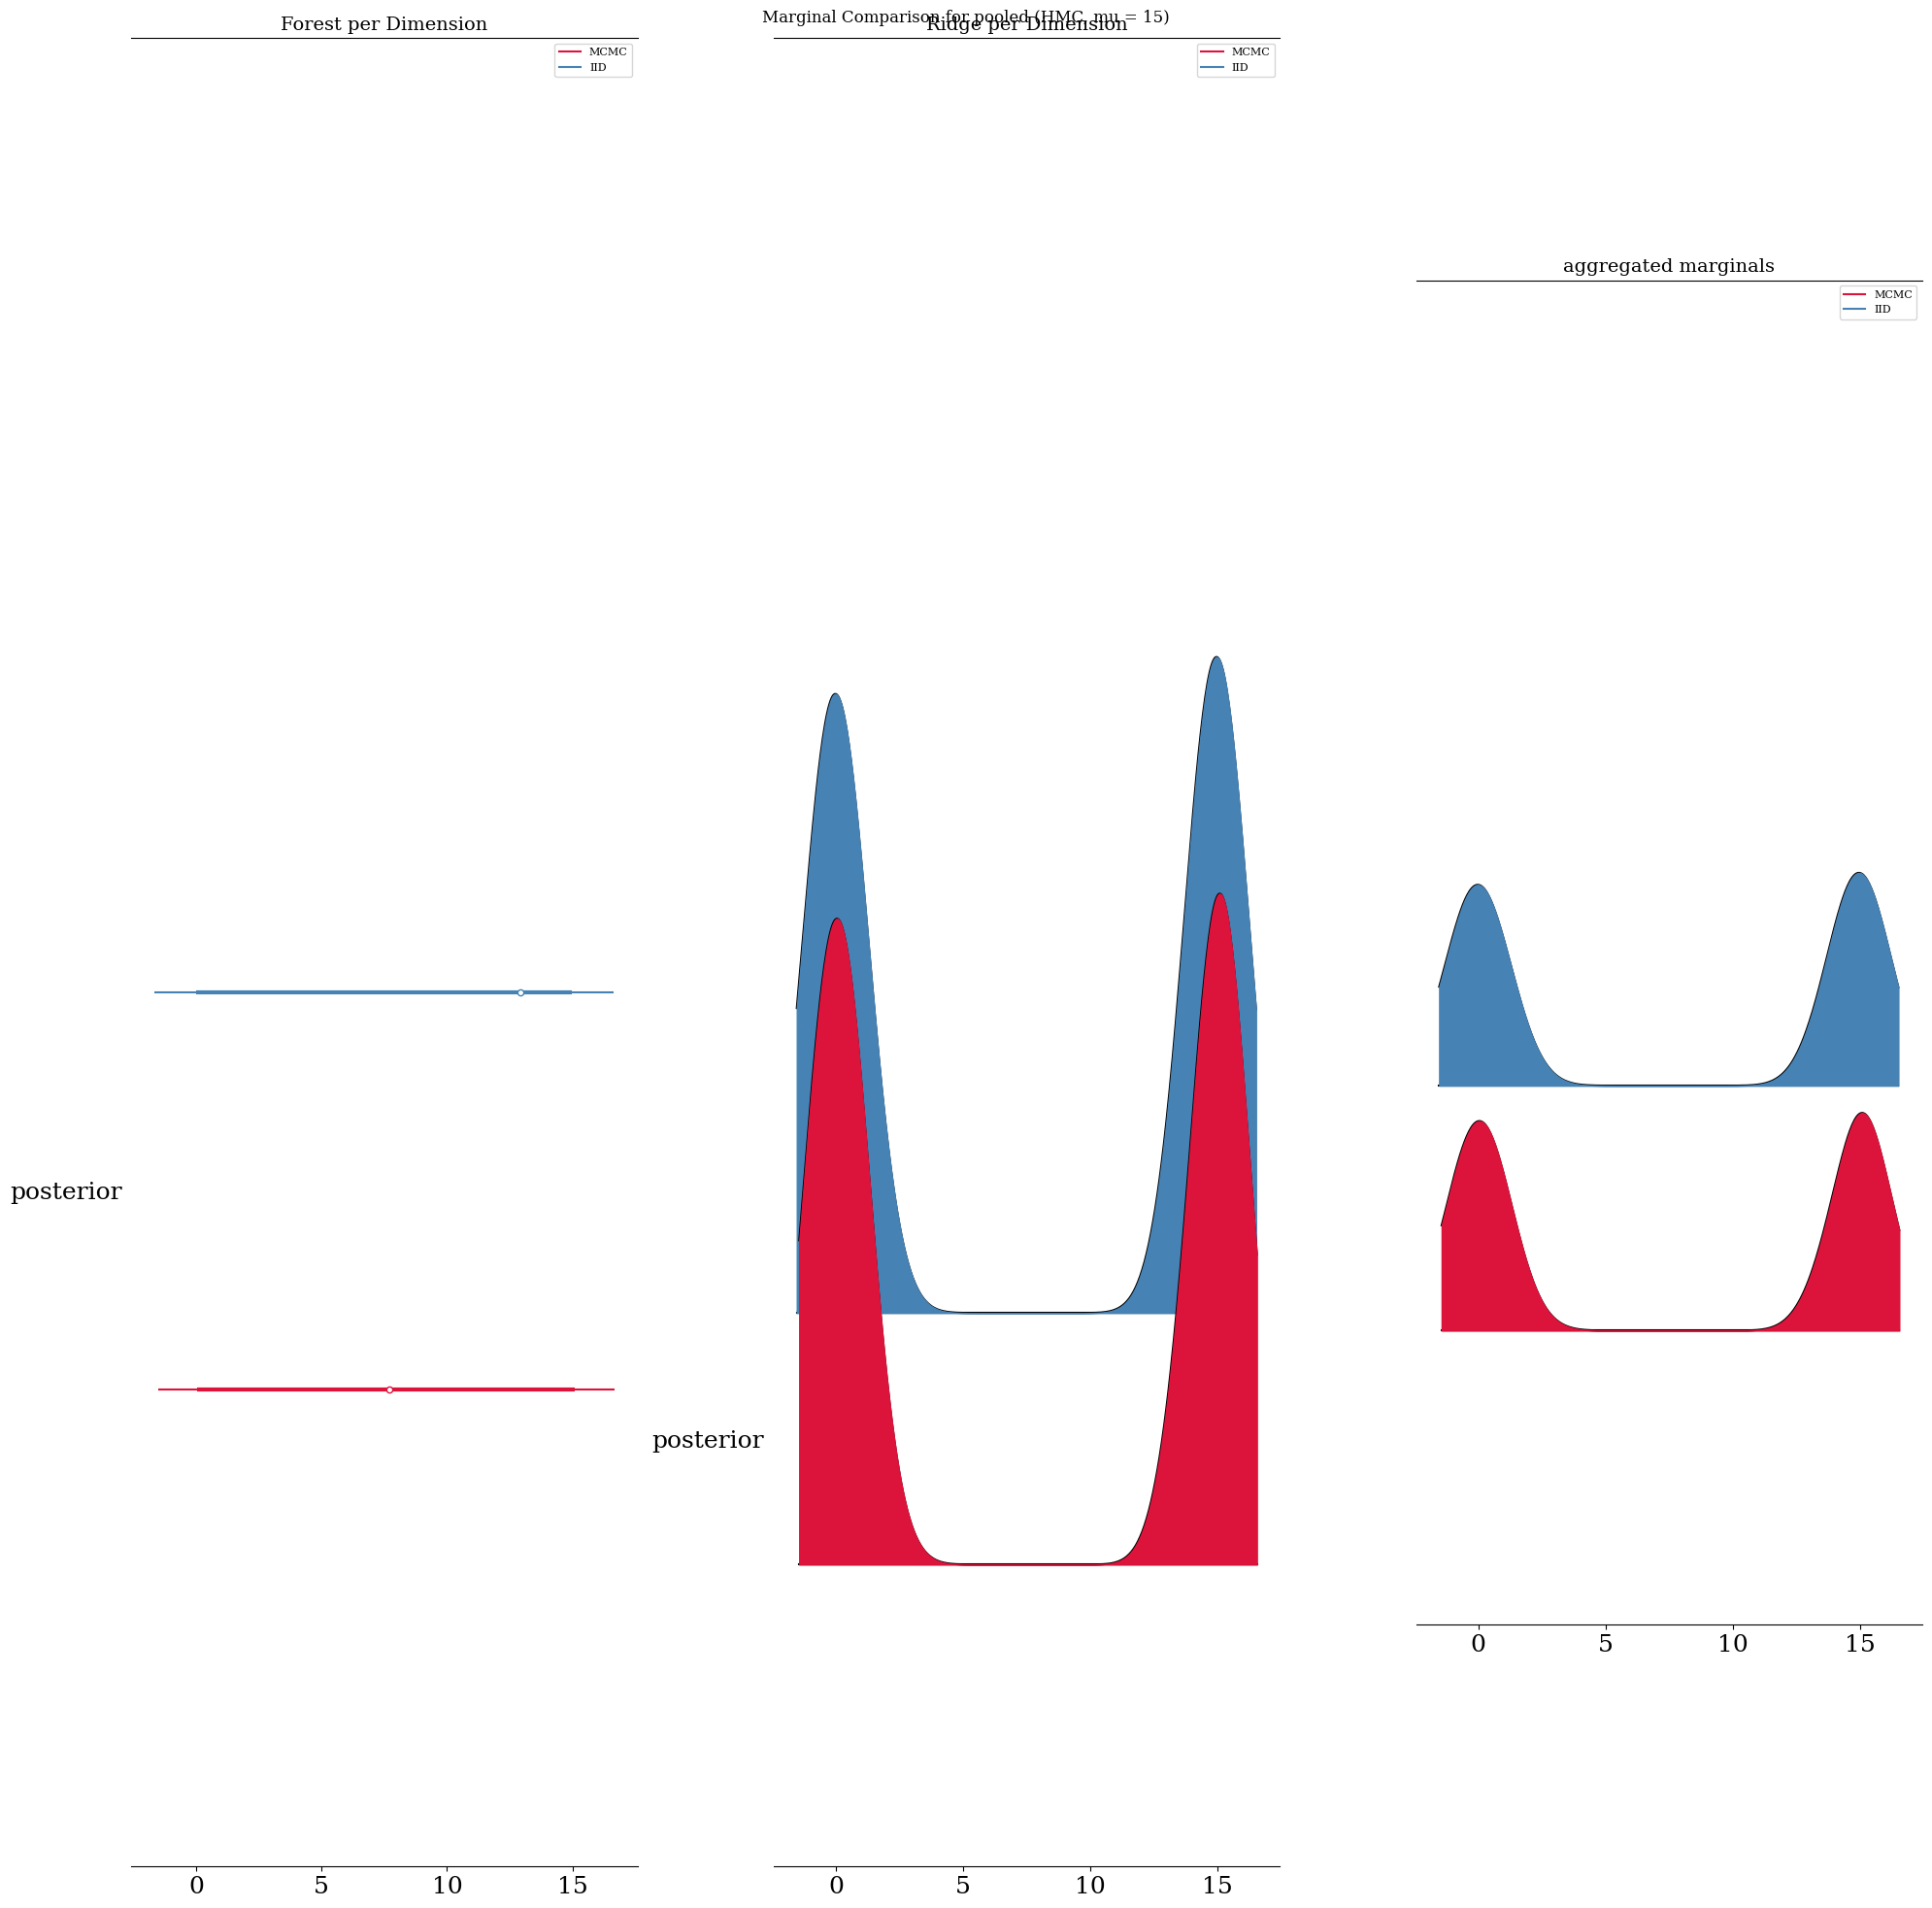 Marginal Comparison for pooled (HMC, mu = 15)
Forest per Dimension
MCMC
IID
posterior
0 5 10 15
Ridge per Dimension
MCMC
IID
posterior
0 5 10 15
aggregated marginals
MCMC
IID
0 5 10 15